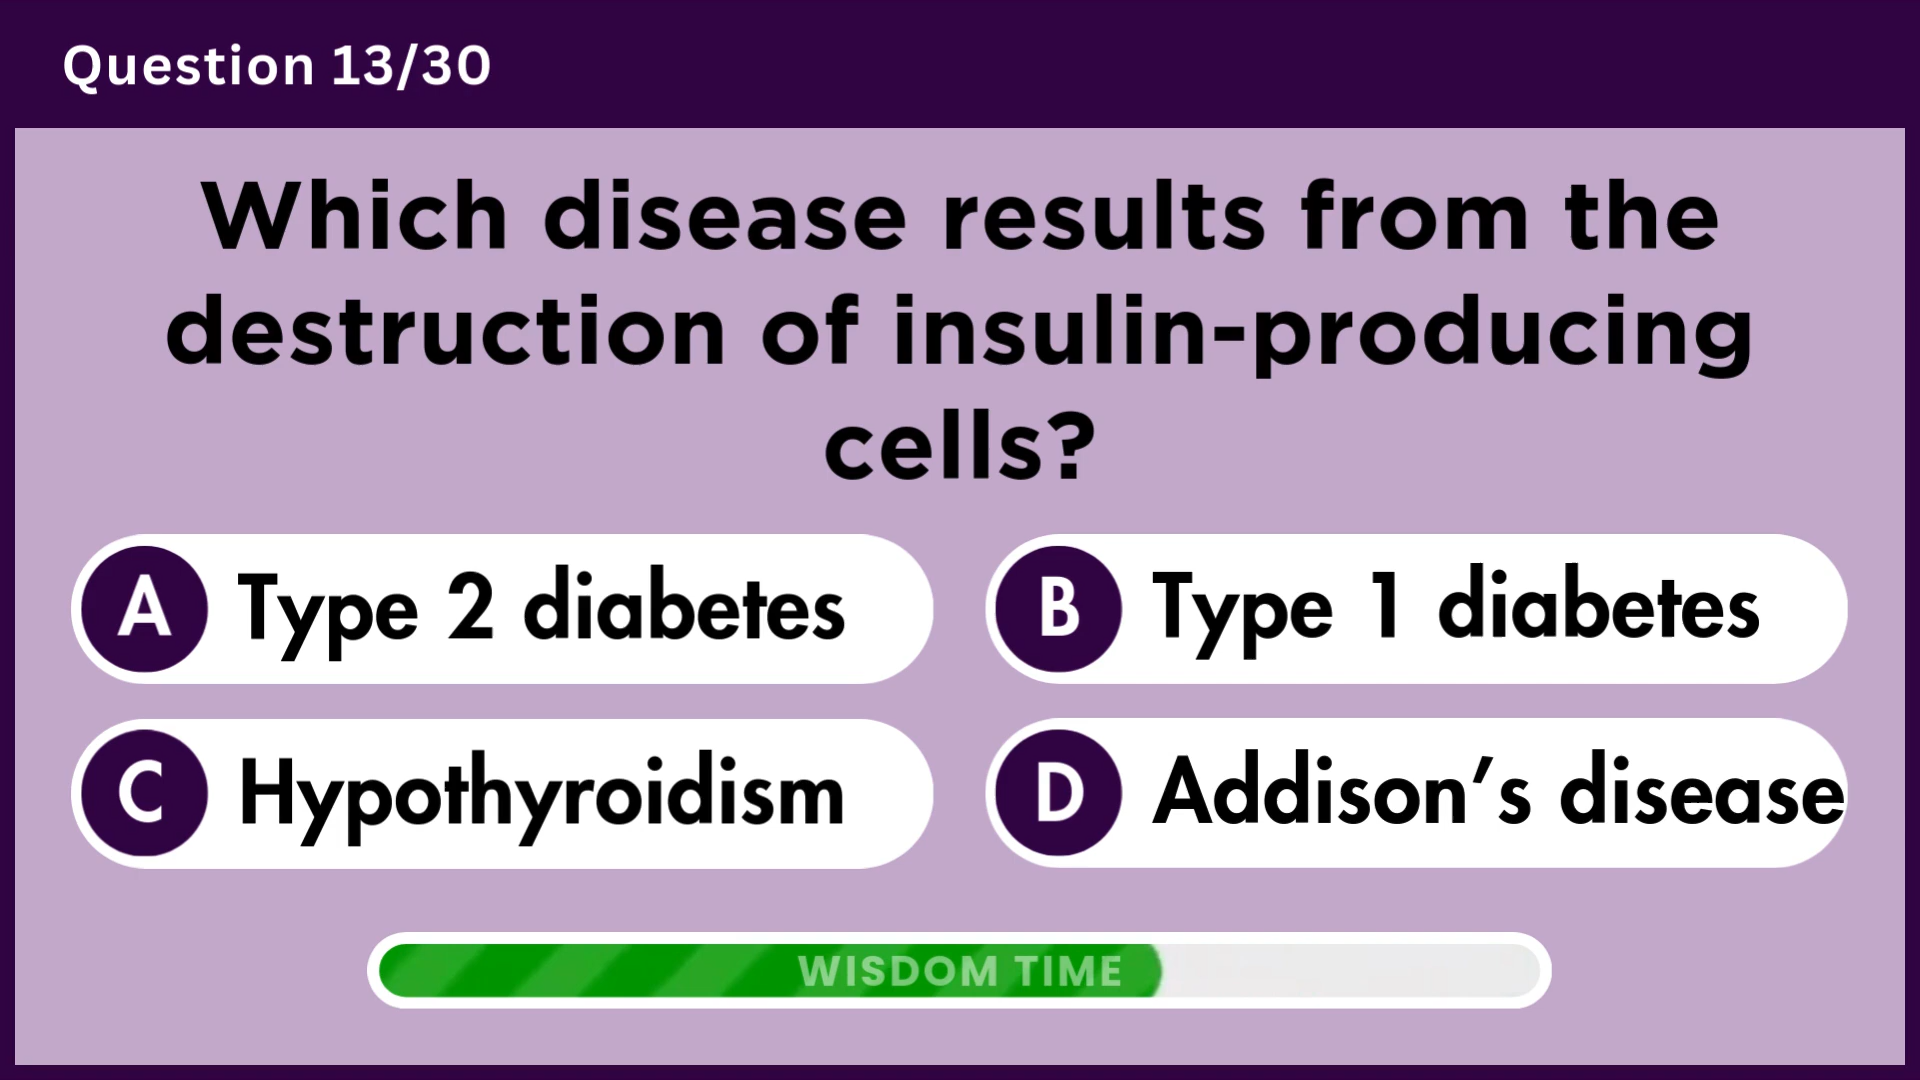 Question 13/30
Which disease results from the
destruction of insulin-producing
cells?
A Type 2 diabetes
B Type 1 diabetes
C Hypothyroidism
D Addison’s disease
WISDOM TIME